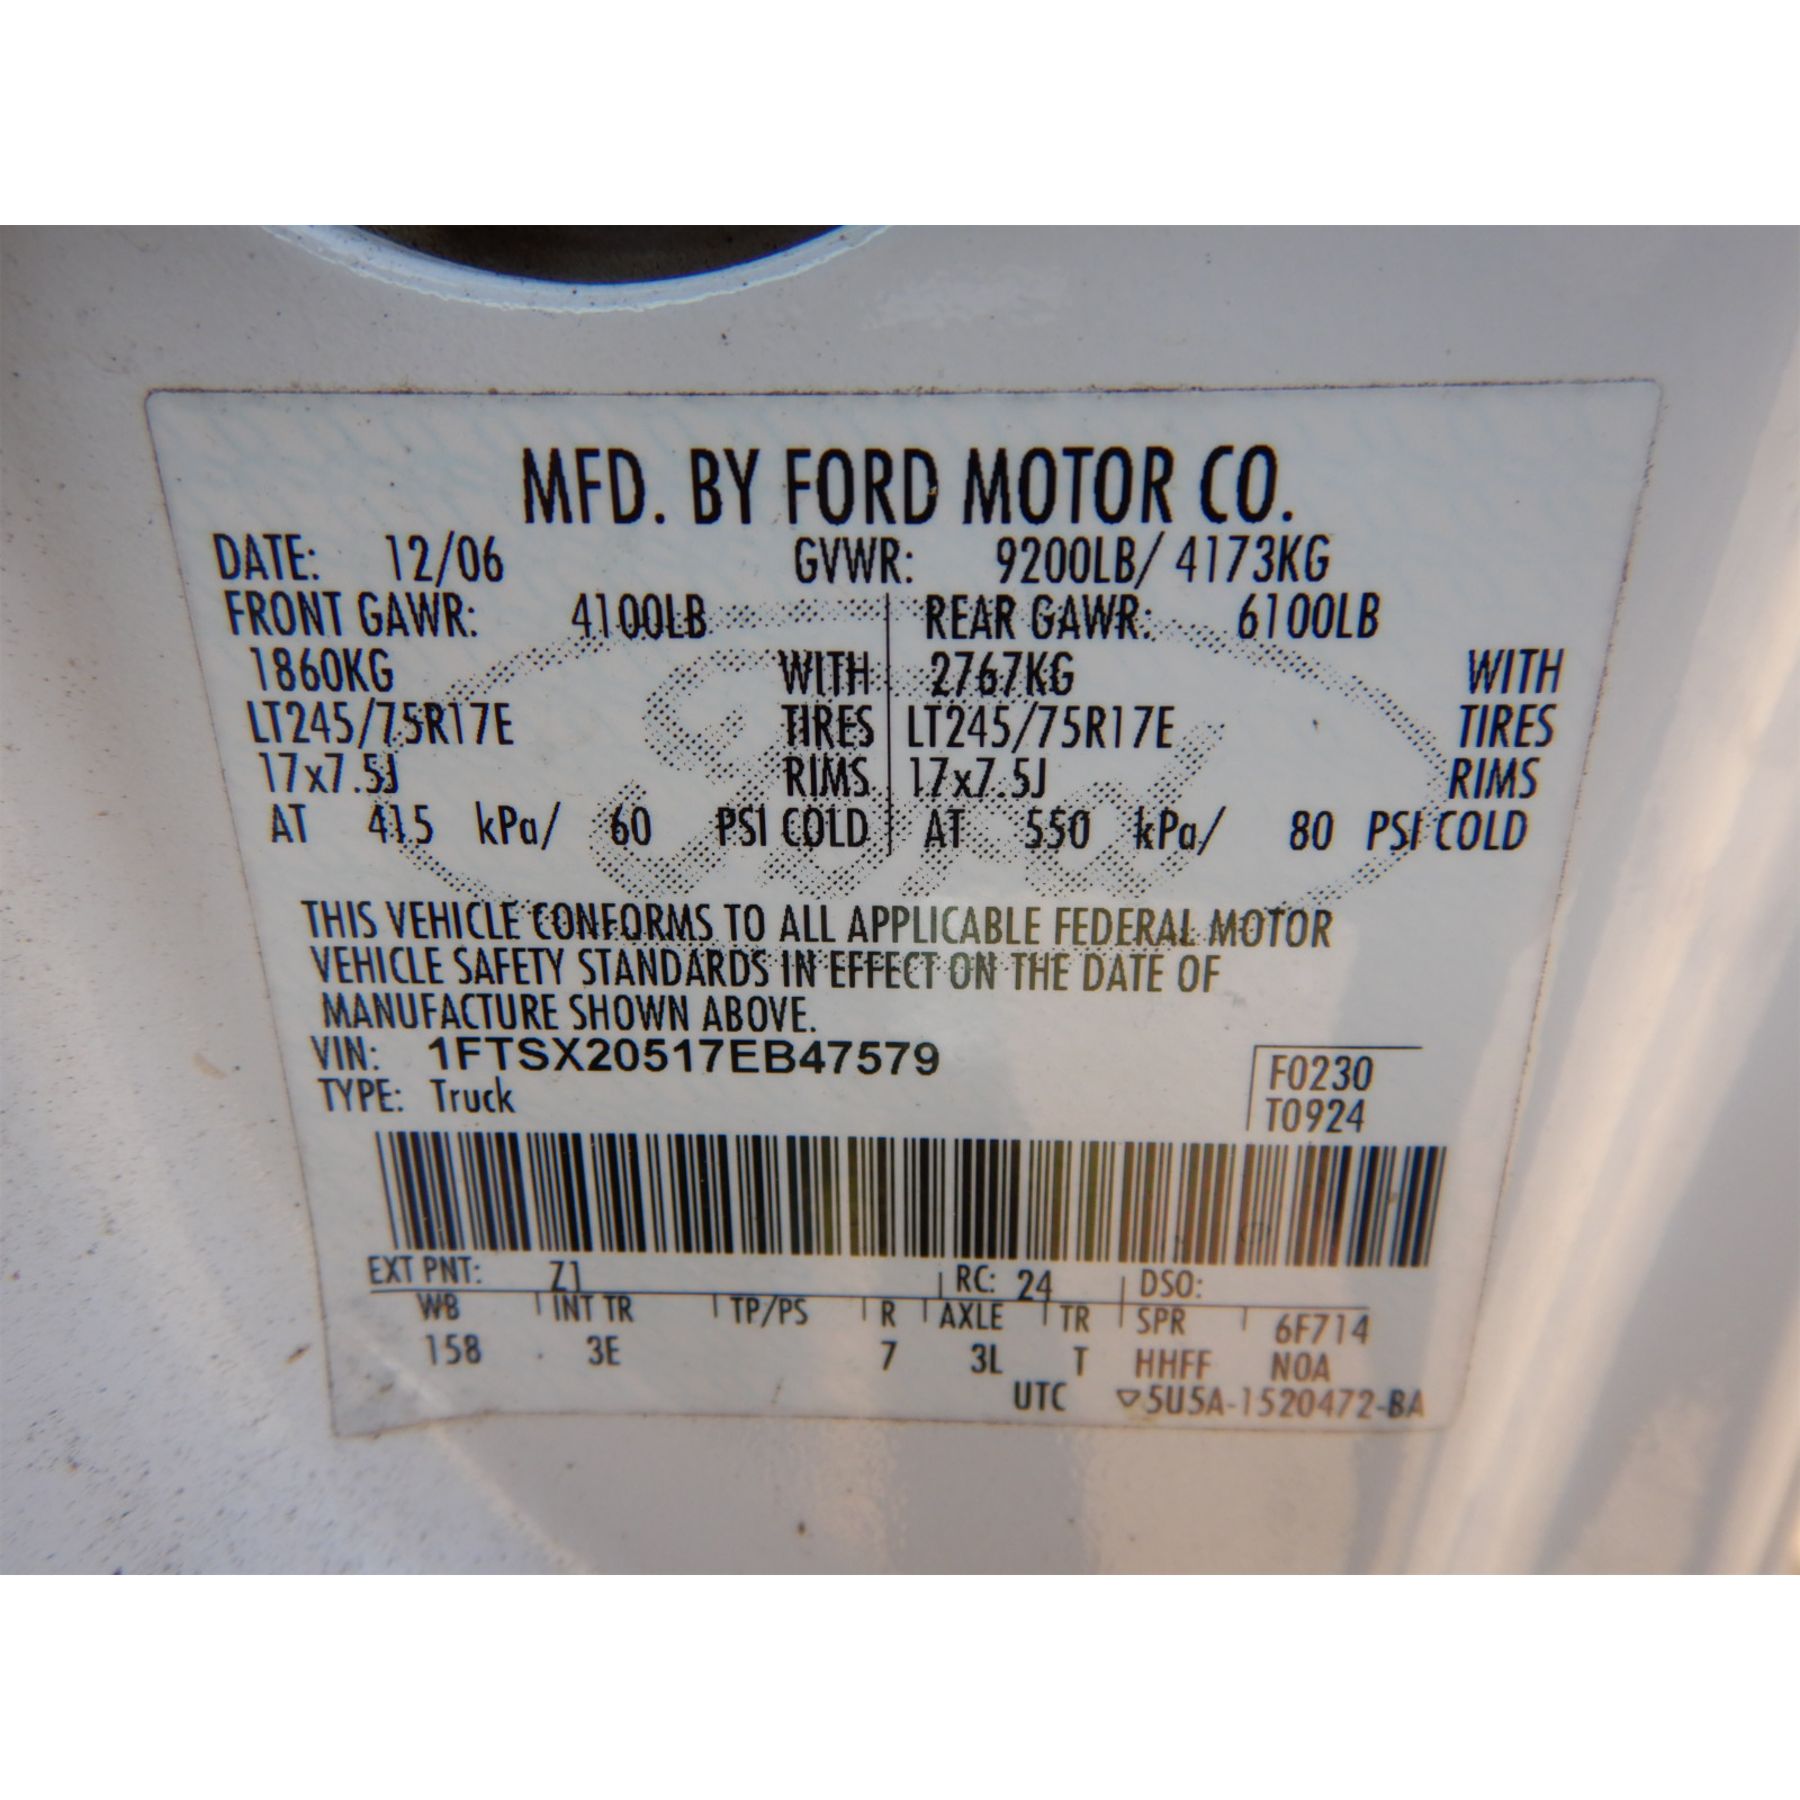 MFD. BY FORD MOTOR CO.
DATE: 12/06 GVWR: 9200LB/ 4173KG
FRONT GAWR: 4100LB REAR GAWR: 6100LB
1860KG WITH 2767KG WITH
LT245/75R17E TIRES LT245/75R17E TIRES
17x7.5J RIMS 17x7.5J RIMS
AT 415 kPa/ 60 PSI COLD AT 550 kPa/ 80 PSI COLD
Ford
THIS VEHICLE CONFORMS TO ALL APPLICABLE FEDERAL MOTOR
VEHICLE SAFETY STANDARDS IN EFFECT ON THE DATE OF
MANUFACTURE SHOWN ABOVE.
VIN: 1FTSX20517EB47579 F0230
TYPE: Truck T0924
EXT PNT: Z1 RC: 24 DSO:
WB INT TR TP/PS R AXLE TR SPR 6F714
158 3E 7 3L T HHFF NOA
UTC ▽5U5A-1520472-BA